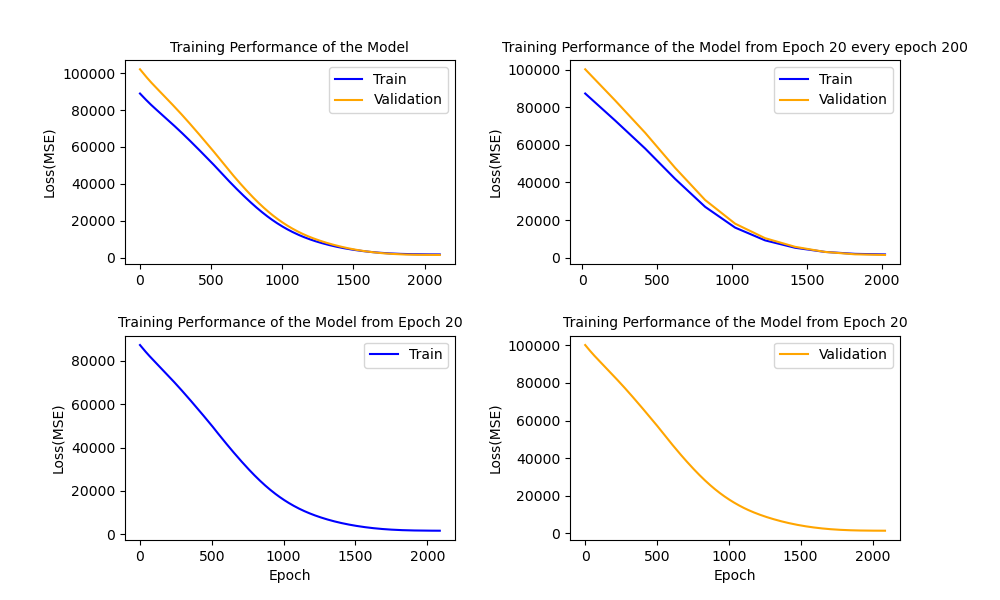 Training Performance of the Model
Loss(MSE)
100000
80000
60000
40000
20000
0
0 500 1000 1500 2000
Train
Validation
Training Performance of the Model from Epoch 20 every epoch 200
Loss(MSE)
100000
80000
60000
40000
20000
0
0 500 1000 1500 2000
Train
Validation
Training Performance of the Model from Epoch 20
Loss(MSE)
80000
60000
40000
20000
0
0 500 1000 1500 2000
Epoch
Train
Training Performance of the Model from Epoch 20
Loss(MSE)
100000
80000
60000
40000
20000
0
0 500 1000 1500 2000
Epoch
Validation